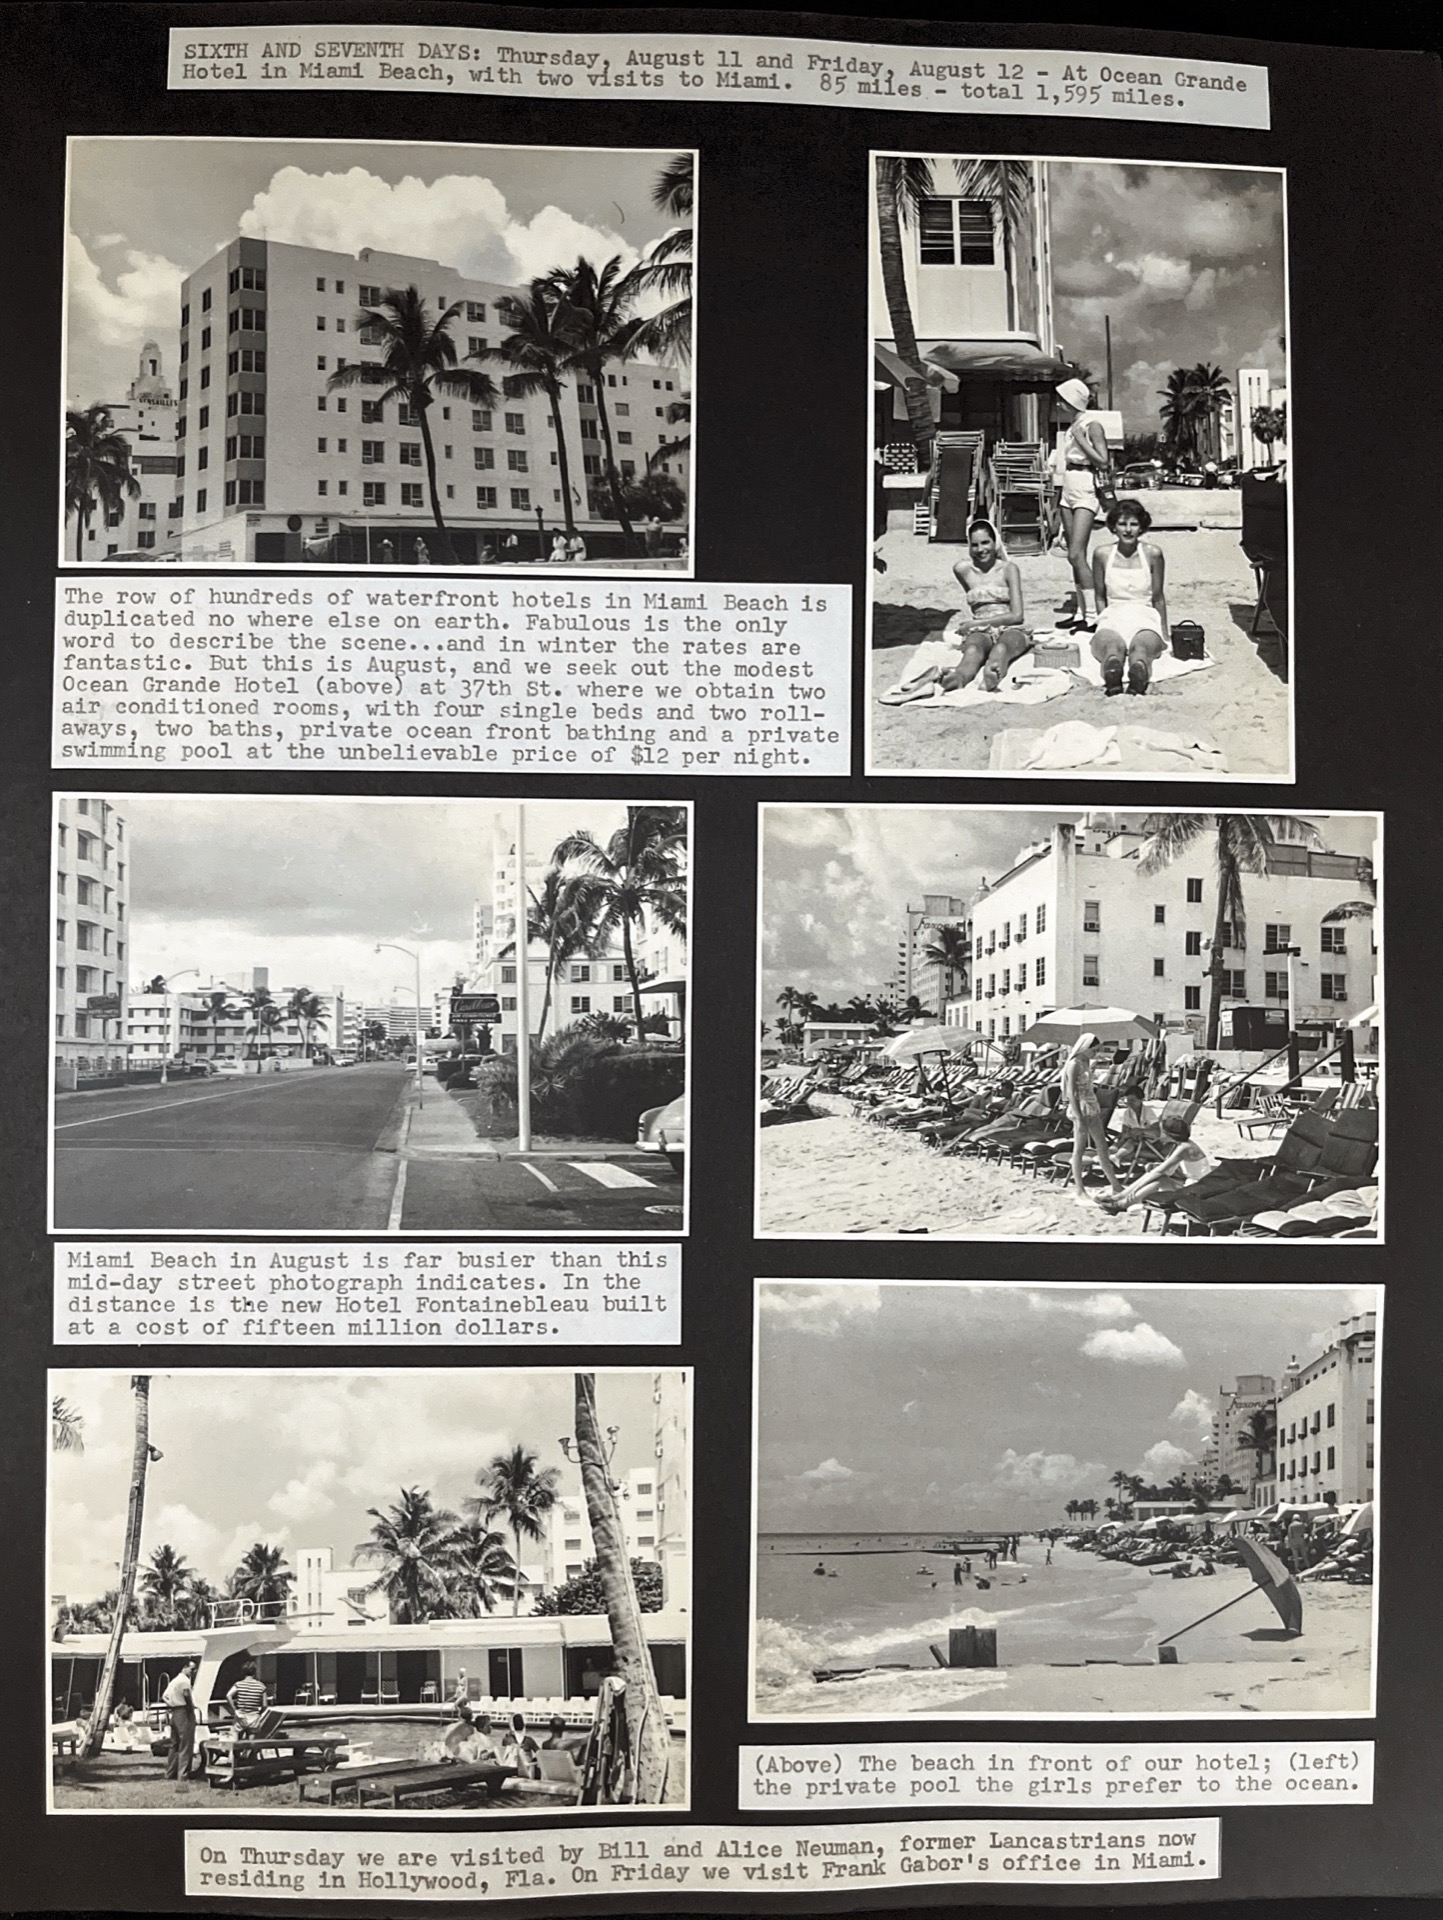 SIXTH AND SEVENTH DAYS: Thursday, August 11 and Friday, August 12 - At Ocean Grande
Hotel in Miami Beach, with two visits to Miami. 85 miles - total 1,595 miles.
VERSAILLES
The row of hundreds of waterfront hotels in Miami Beach is
duplicated no where else on earth. Fabulous is the only
word to describe the scene...and in winter the rates are
fantastic. But this is August, and we seek out the modest
Ocean Grande Hotel (above) at 37th St. where we obtain two
air conditioned rooms, with four single beds and two roll-
aways, two baths, private ocean front bathing and a private
swimming pool at the unbelievable price of $12 per night.
Saxony
Miami Beach in August is far busier than this
mid-day street photograph indicates. In the
distance is the new Hotel Fontainebleau built
at a cost of fifteen million dollars.
Saxony
(Above) The beach in front of our hotel; (left)
the private pool the girls prefer to the ocean.
On Thursday we are visited by Bill and Alice Neuman, former Lancastrians now
residing in Hollywood, Fla. On Friday we visit Frank Gabor's office in Miami.